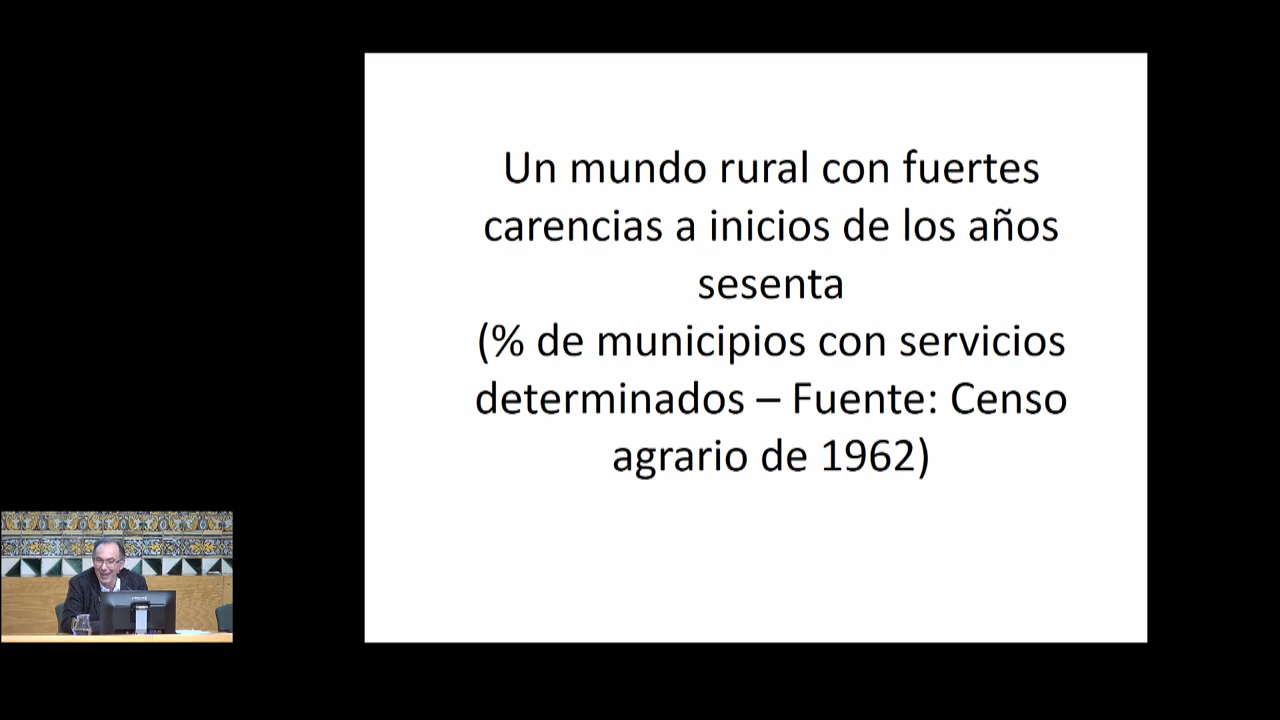 Un mundo rural con fuertes
carencias a inicios de los años
sesenta
(% de municipios con servicios
determinados – Fuente: Censo
agrario de 1962)